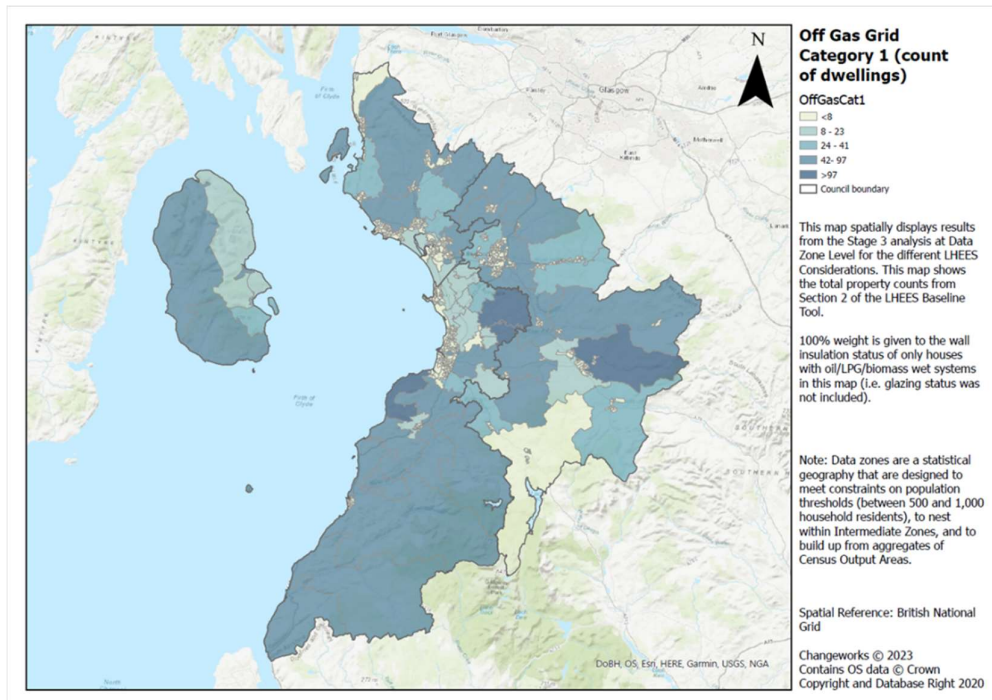 N
Off Gas Grid
Category 1 (count
of dwellings)
OffGasCat1
<8
8 - 23
24 - 41
42- 97
>97
Council boundary
This map spatially displays results
from the Stage 3 analysis at Data
Zone Level for the different LHEES
Considerations. This map shows
the total property counts from
Section 2 of the LHEES Baseline
Tool.
100% weight is given to the wall
insulation status of only houses
with oil/LPG/biomass wet systems
in this map (i.e. glazing status was
not included).
Note: Data zones are a statistical
geography that are designed to
meet constraints on population
thresholds (between 500 and 1,000
household residents), to nest
within Intermediate Zones, and to
build up from aggregates of
Census Output Areas.
Spatial Reference: British National
Grid
Changeworks © 2023
Contains OS data © Crown
Copyright and Database Right 2020
Glasgow
Firth
of Clyde
East
Kilbride
KINTYRE
Firth of
Clyde
DoBH, OS, Esri, HERE, Garmin, USGS, NGA